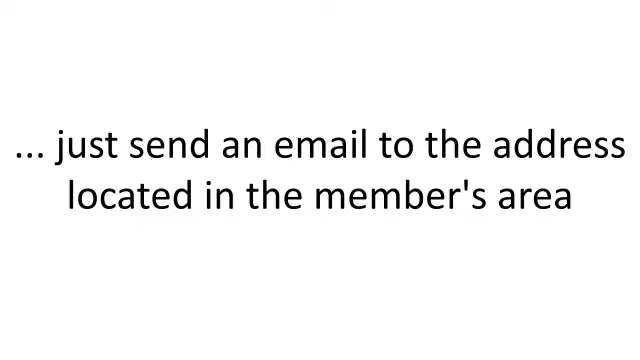 ... just send an email to the address
located in the member's area